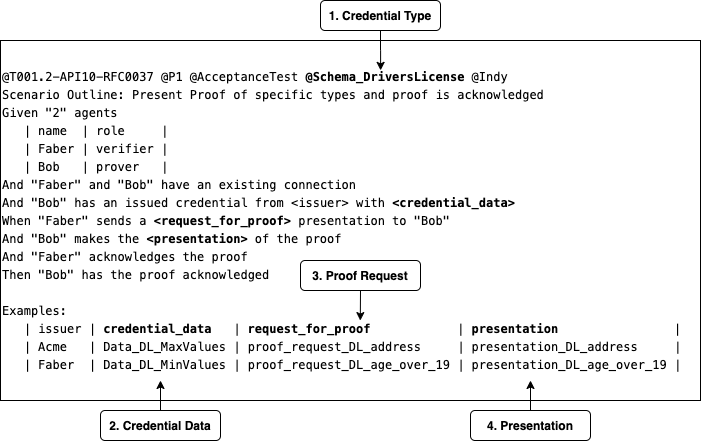 1. Credential Type
@T001.2-API10-RFC0037 @P1 @AcceptanceTest @Schema_DriversLicense @Indy
Scenario Outline: Present Proof of specific types and proof is acknowledged
Given "2" agents
   | name  | role     |
   | Faber | verifier |
   | Bob   | prover   |
And "Faber" and "Bob" have an existing connection
And "Bob" has an issued credential from <issuer> with <credential_data>
When "Faber" sends a <request_for_proof> presentation to "Bob"
And "Bob" makes the <presentation> of the proof
And "Faber" acknowledges the proof
Then "Bob" has the proof acknowledged
3. Proof Request
Examples:
   | issuer | credential_data   | request_for_proof            | presentation                |
   | Acme   | Data_DL_MaxValues | proof_request_DL_address     | presentation_DL_address     |
   | Faber  | Data_DL_MinValues | proof_request_DL_age_over_19 | presentation_DL_age_over_19 |
2. Credential Data
4. Presentation